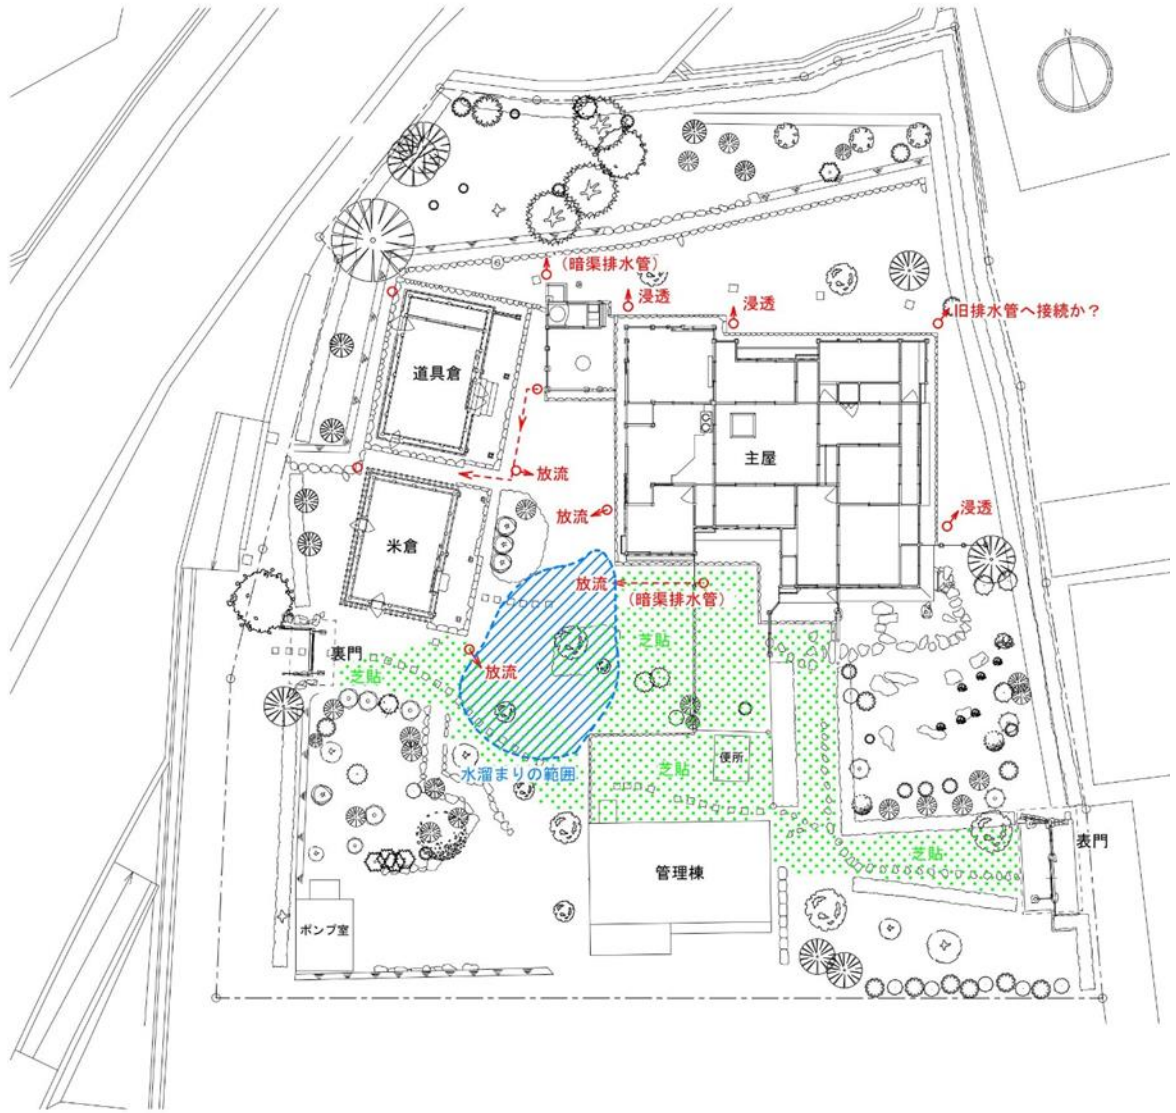 N
(暗渠排水管)
6
浸透
浸透
旧排水管へ接続か？
道具倉
主屋
放流
放流
浸透
米倉
放流
(暗渠排水管)
芝貼
裏門
芝貼
放流
便所
芝貼
水溜まりの範囲
表門
芝貼
管理棟
ポンプ室